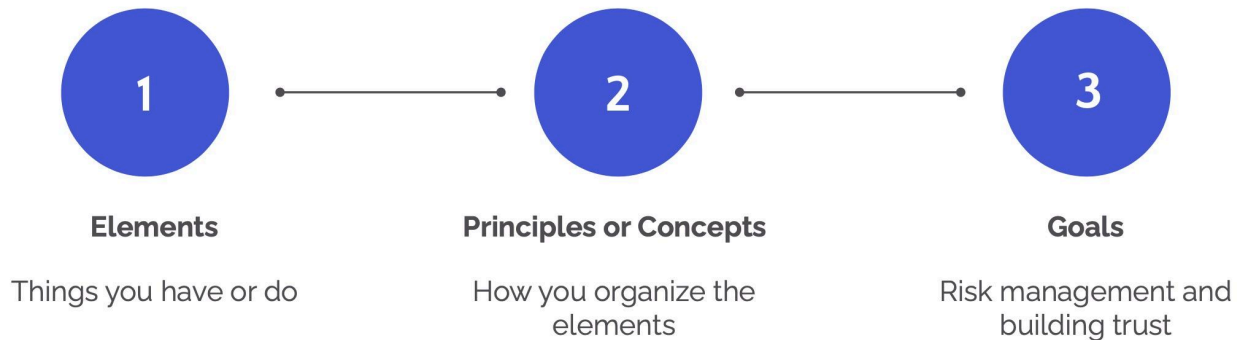 1
2
3
Elements
Principles or Concepts
Goals
Things you have or do
How you organize the
elements
Risk management and
building trust